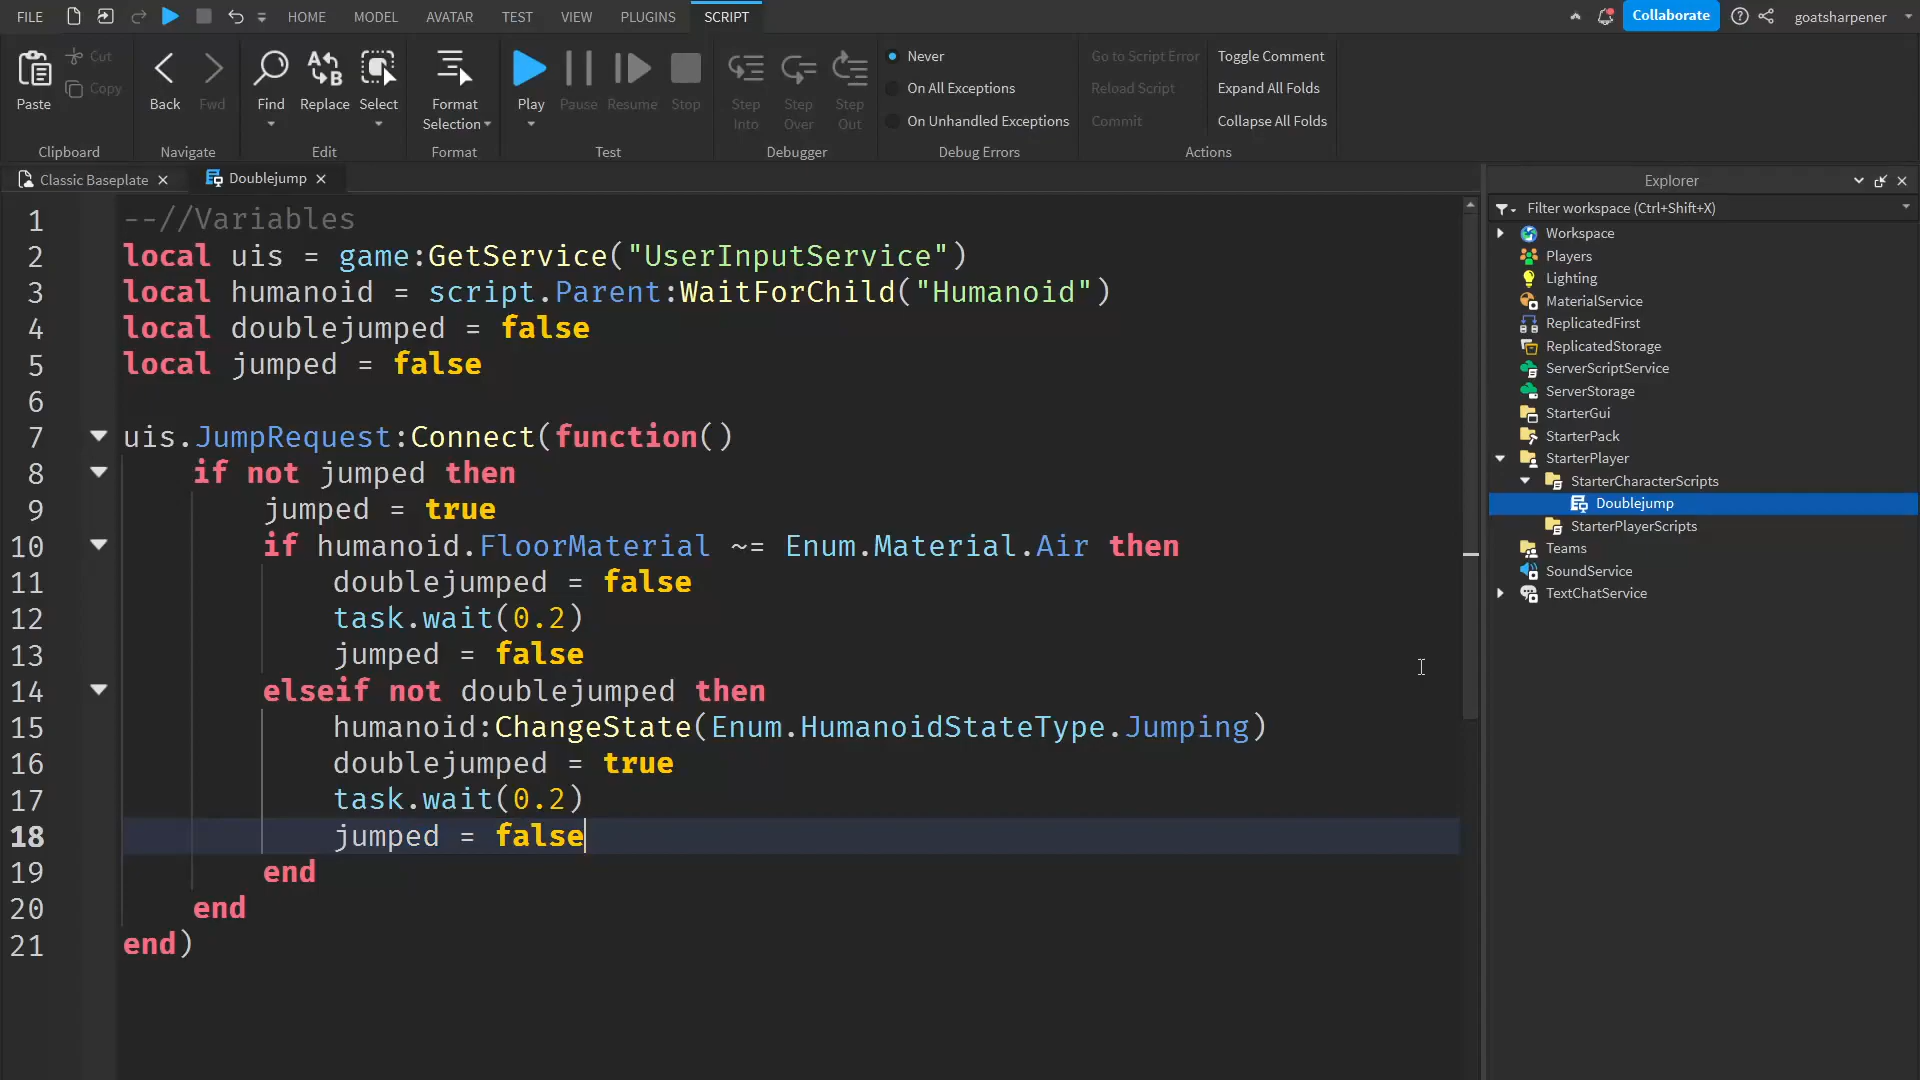 FILE HOME MODEL AVATAR TEST VIEW PLUGINS SCRIPT Collaborate goatsharpener
Paste Cut Copy
Clipboard
Back Fwd
Navigate
Find Replace Select
Edit
Format Selection
Format
Play Pause Resume Stop
Test
Step Into Step Over Step Out
Debugger
Never
On All Exceptions
On Unhandled Exceptions
Debug Errors
Go to Script Error Toggle Comment
Reload Script Expand All Folds
Commit Collapse All Folds
Actions
Classic Baseplate Doublejump
1 --//Variables
2 local uis = game:GetService("UserInputService")
3 local humanoid = script.Parent:WaitForChild("Humanoid")
4 local doublejumped = false
5 local jumped = false
6
7 uis.JumpRequest:Connect(function()
8 if not jumped then
9 jumped = true
10 if humanoid.FloorMaterial ~= Enum.Material.Air then
11 doublejumped = false
12 task.wait(0.2)
13 jumped = false
14 elseif not doublejumped then
15 humanoid:ChangeState(Enum.HumanoidStateType.Jumping)
16 doublejumped = true
17 task.wait(0.2)
18 jumped = false
19 end
20 end
21 end)
Explorer
Filter workspace (Ctrl+Shift+X)
Workspace
Players
Lighting
MaterialService
ReplicatedFirst
ReplicatedStorage
ServerScriptService
ServerStorage
StarterGui
StarterPack
StarterPlayer
StarterCharacterScripts
Doublejump
StarterPlayerScripts
Teams
SoundService
TextChatService